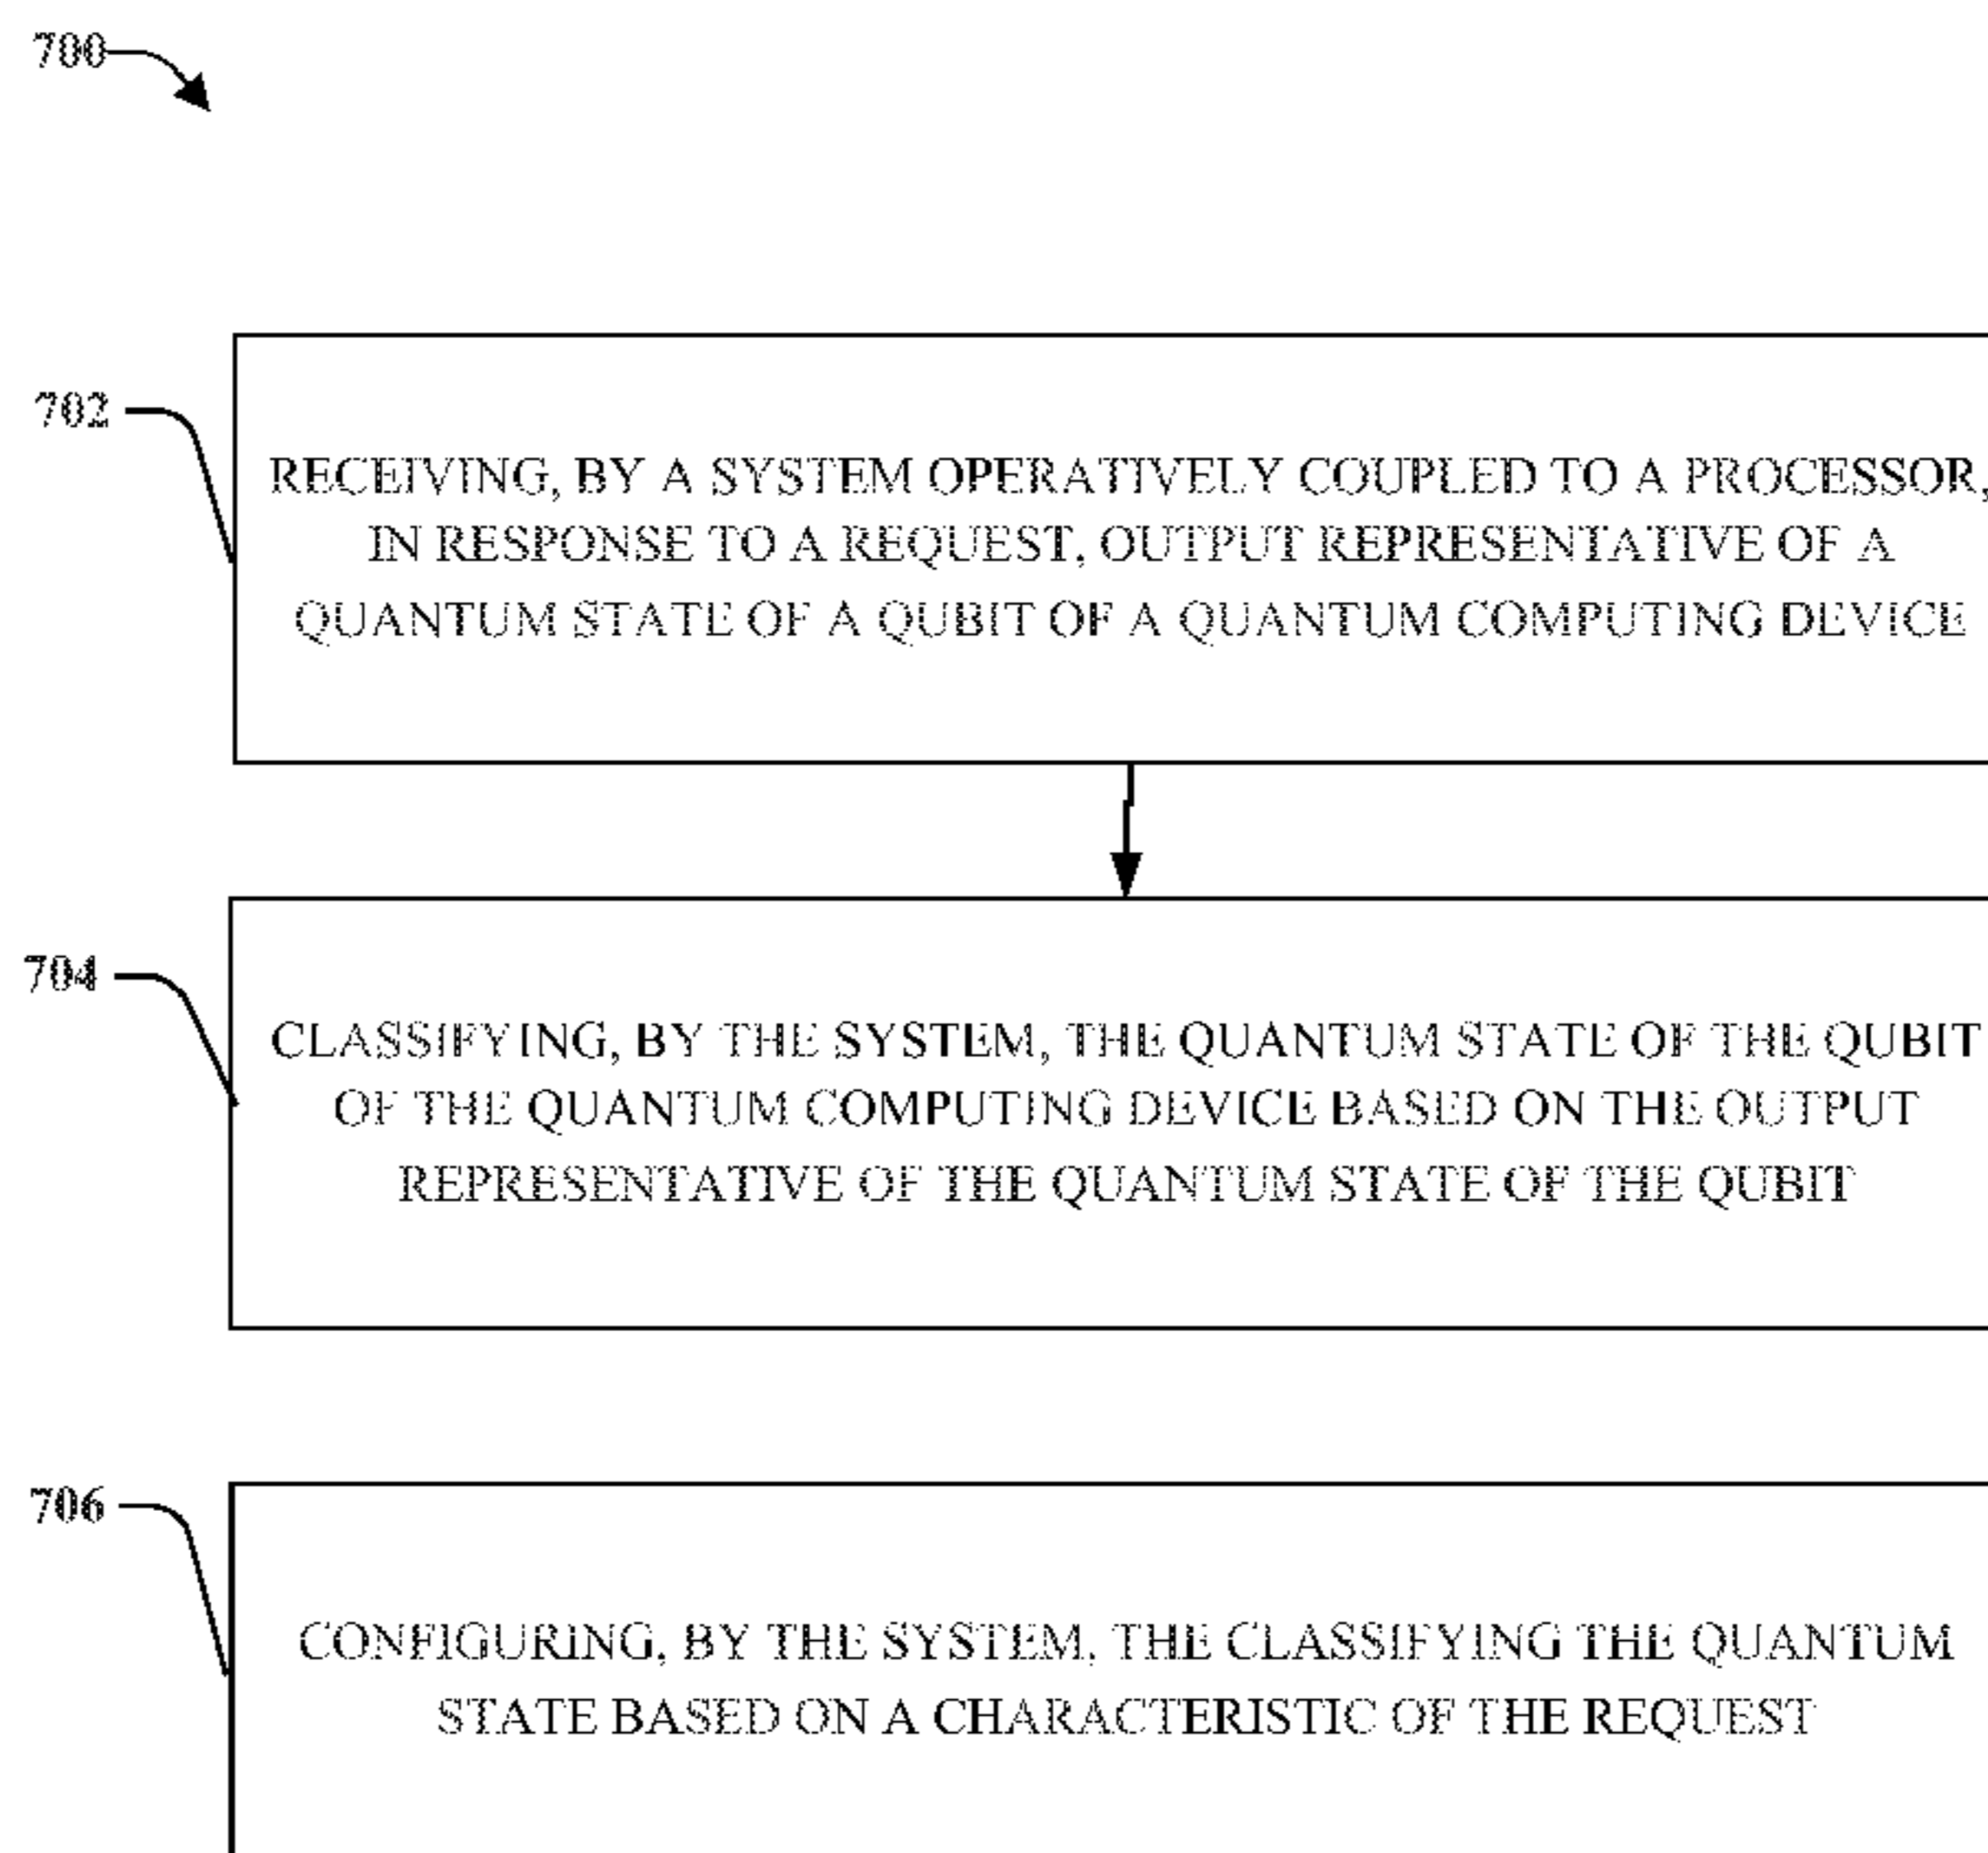 700
702
RECEIVING, BY A SYSTEM OPERATIVELY COUPLED TO A PROCESSOR,
IN RESPONSE TO A REQUEST, OUTPUT REPRESENTATIVE OF A
QUANTUM STATE OF A QUBIT OF A QUANTUM COMPUTING DEVICE
704
CLASSIFYING, BY THE SYSTEM, THE QUANTUM STATE OF THE QUBIT
OF THE QUANTUM COMPUTING DEVICE BASED ON THE OUTPUT
REPRESENTATIVE OF THE QUANTUM STATE OF THE QUBIT
706
CONFIGURING, BY THE SYSTEM, THE CLASSIFYING THE QUANTUM
STATE BASED ON A CHARACTERISTIC OF THE REQUEST